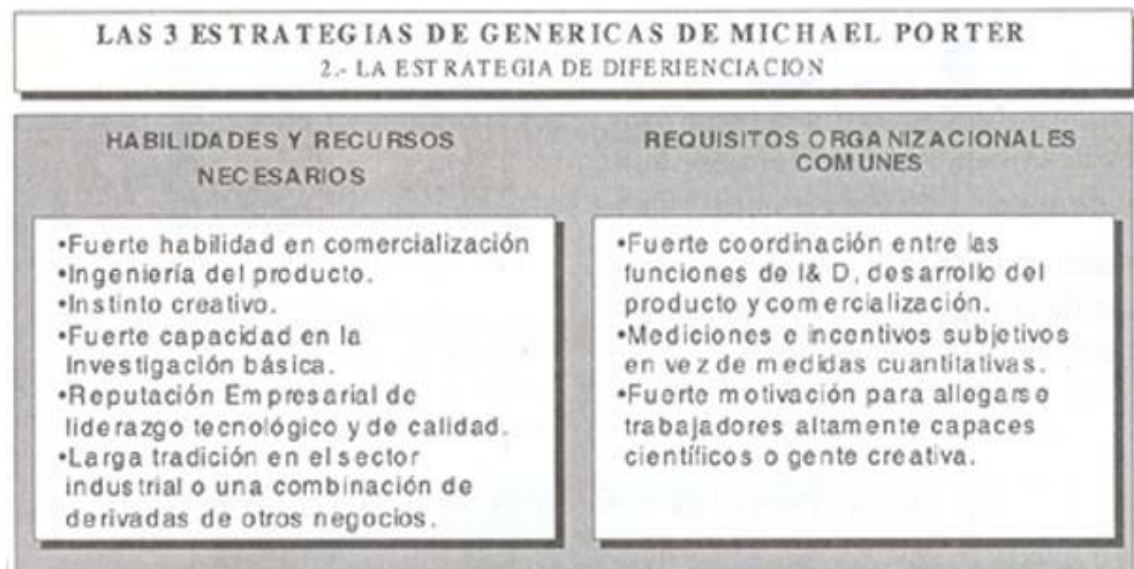 LAS 3 ESTRATEGIAS DE GENERICAS DE MICHAEL PORTER
2.- LA ESTRATEGIA DE DIFERIENCIACION
HABILIDADES Y RECURSOS
NECESARIOS
•Fuerte habilidad en comercialización
•Ingeniería del producto.
•Instinto creativo.
•Fuerte capacidad en la
Investigación básica.
•Reputación Empresarial de
liderazgo tecnológico y de calidad.
•Larga tradición en el sector
industrial o una combinación de
derivadas de otros negocios.
REQUISITOS ORGANIZACIONALES
COMUNES
•Fuerte coordinación entre las
funciones de I& D, desarrollo del
producto y comercialización.
•Mediciones e incentivos subjetivos
en vez de medidas cuantitativas.
•Fuerte motivación para allegarse
trabajadores altamente capaces
científicos o gente creativa.